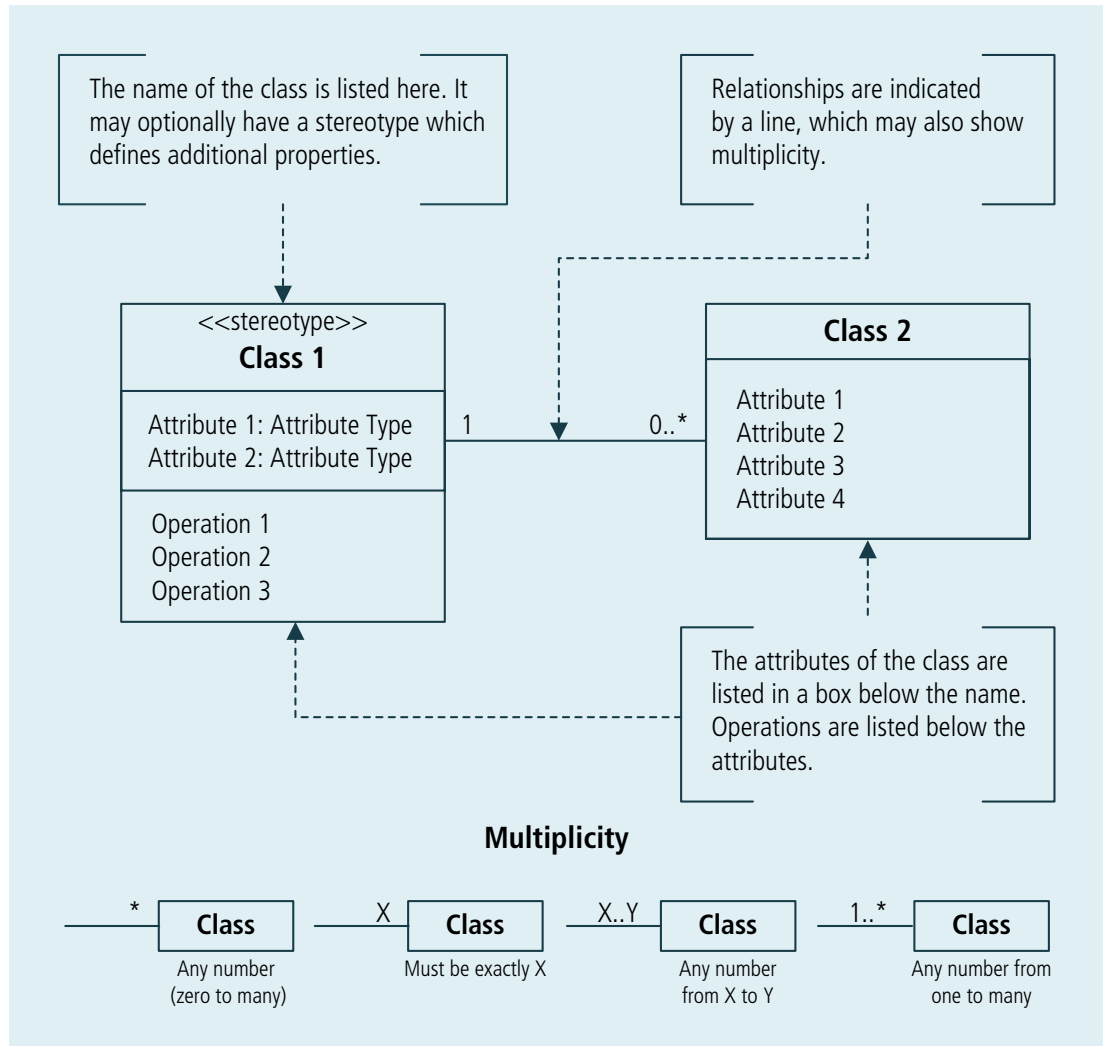 The name of the class is listed here. It
may optionally have a stereotype which
defines additional properties.
Relationships are indicated
by a line, which may also show
multiplicity.
<<stereotype>>
Class 1
Attribute 1: Attribute Type
Attribute 2: Attribute Type
Operation 1
Operation 2
Operation 3
1
0..*
Class 2
Attribute 1
Attribute 2
Attribute 3
Attribute 4
The attributes of the class are
listed in a box below the name.
Operations are listed below the
attributes.
Multiplicity
*
Class
Any number
(zero to many)
X
Class
Must be exactly X
X..Y
Class
Any number
from X to Y
1..*
Class
Any number from
one to many